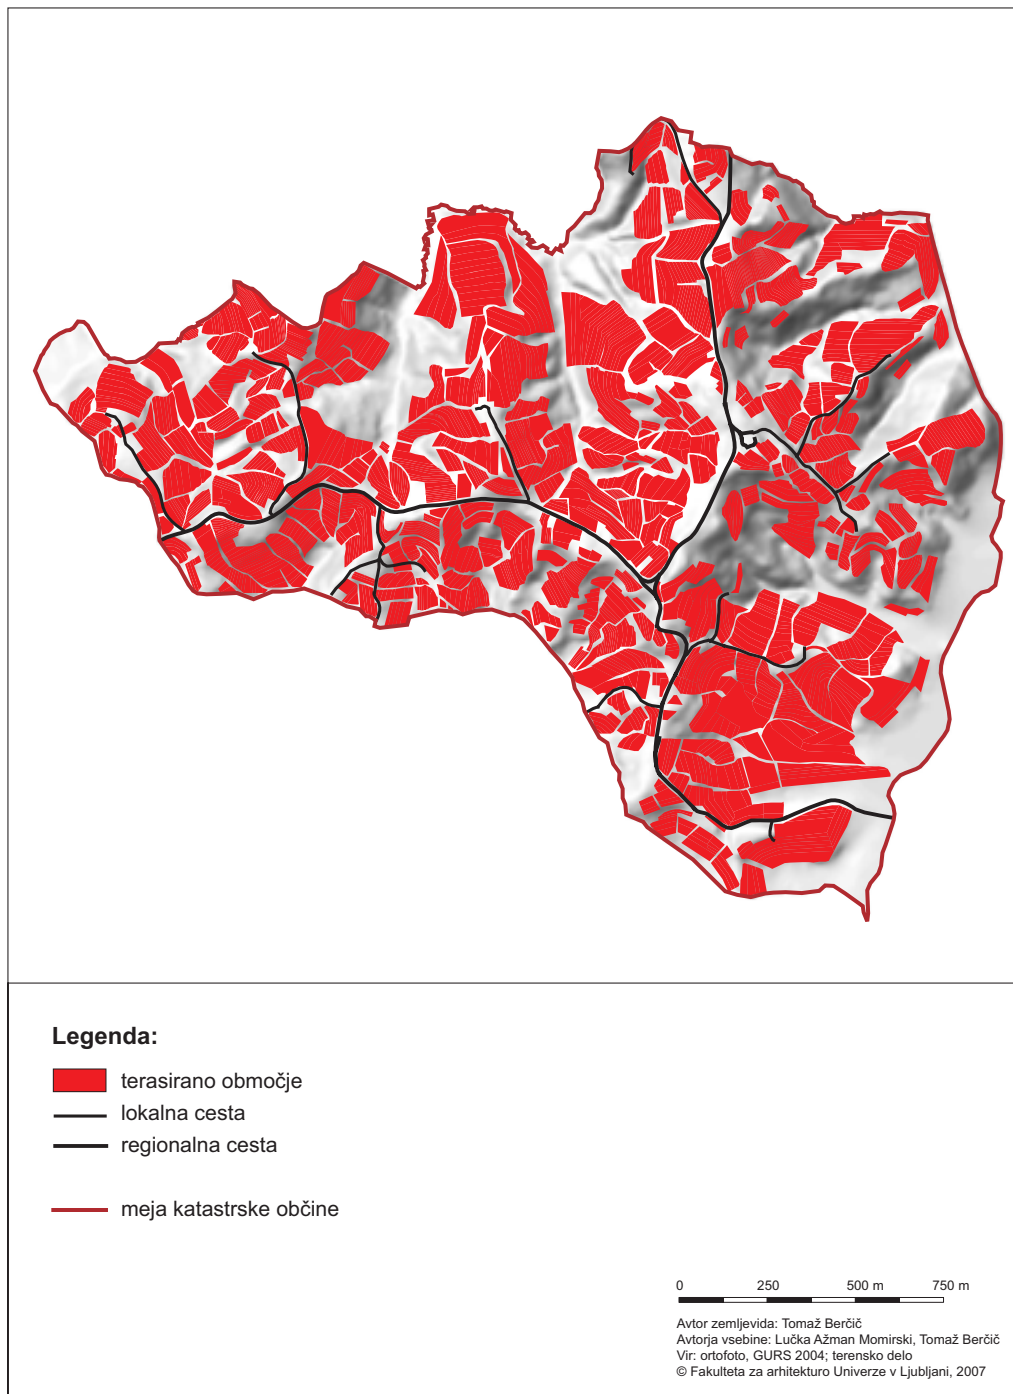 Legenda:
terasirano območje
lokalna cesta
regionalna cesta
meja katastrske občine
0 250 500 m 750 m
Avtor zemljevida: Tomaž Berčič
Avtorja vsebine: Lučka Ažman Momirski, Tomaž Berčič
Vir: ortofoto, GURS 2004; terensko delo
© Fakulteta za arhitekturo Univerze v Ljubljani, 2007